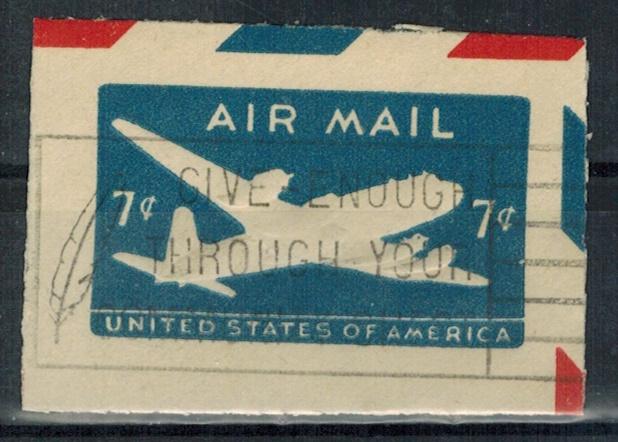 AIR MAIL
7¢ 7¢
GIVE ENOUGH
THROUGH YOUR
UNITED STATES OF AMERICA